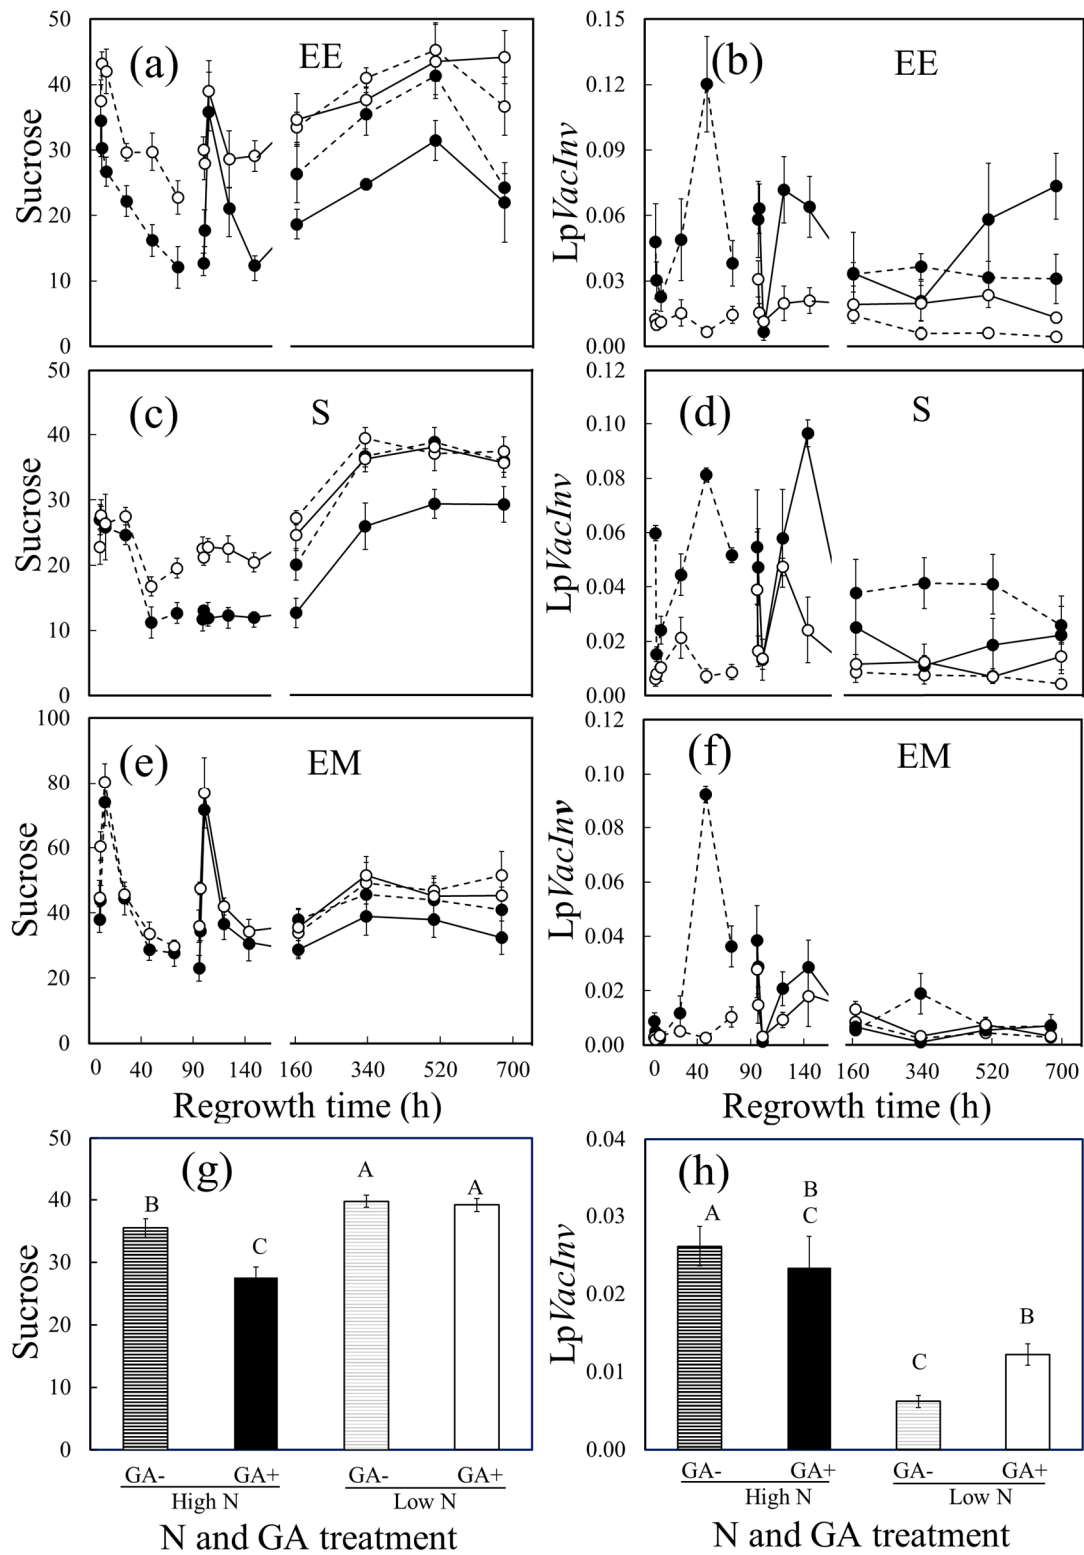 (a)
EE
Sucrose
50
40
30
20
10
0
(b)
EE
LpVacInv
0.15
0.12
0.09
0.06
0.03
0.00
(c)
S
Sucrose
50
40
30
20
10
0
(d)
S
LpVacInv
0.12
0.10
0.08
0.06
0.04
0.02
0.00
(e)
EM
Sucrose
100
80
60
40
20
0
0 40 90 140 160 340 520 700
Regrowth time (h)
(f)
EM
LpVacInv
0.12
0.10
0.08
0.06
0.04
0.02
0.00
0 40 90 140 160 340 520 700
Regrowth time (h)
(g)
Sucrose
50
40
30
20
10
0
B
C
A
A
GA- GA+ GA- GA+
High N Low N
N and GA treatment
(h)
LpVacInv
0.04
0.03
0.02
0.01
0.00
A
B
C
C
B
GA- GA+ GA- GA+
High N Low N
N and GA treatment